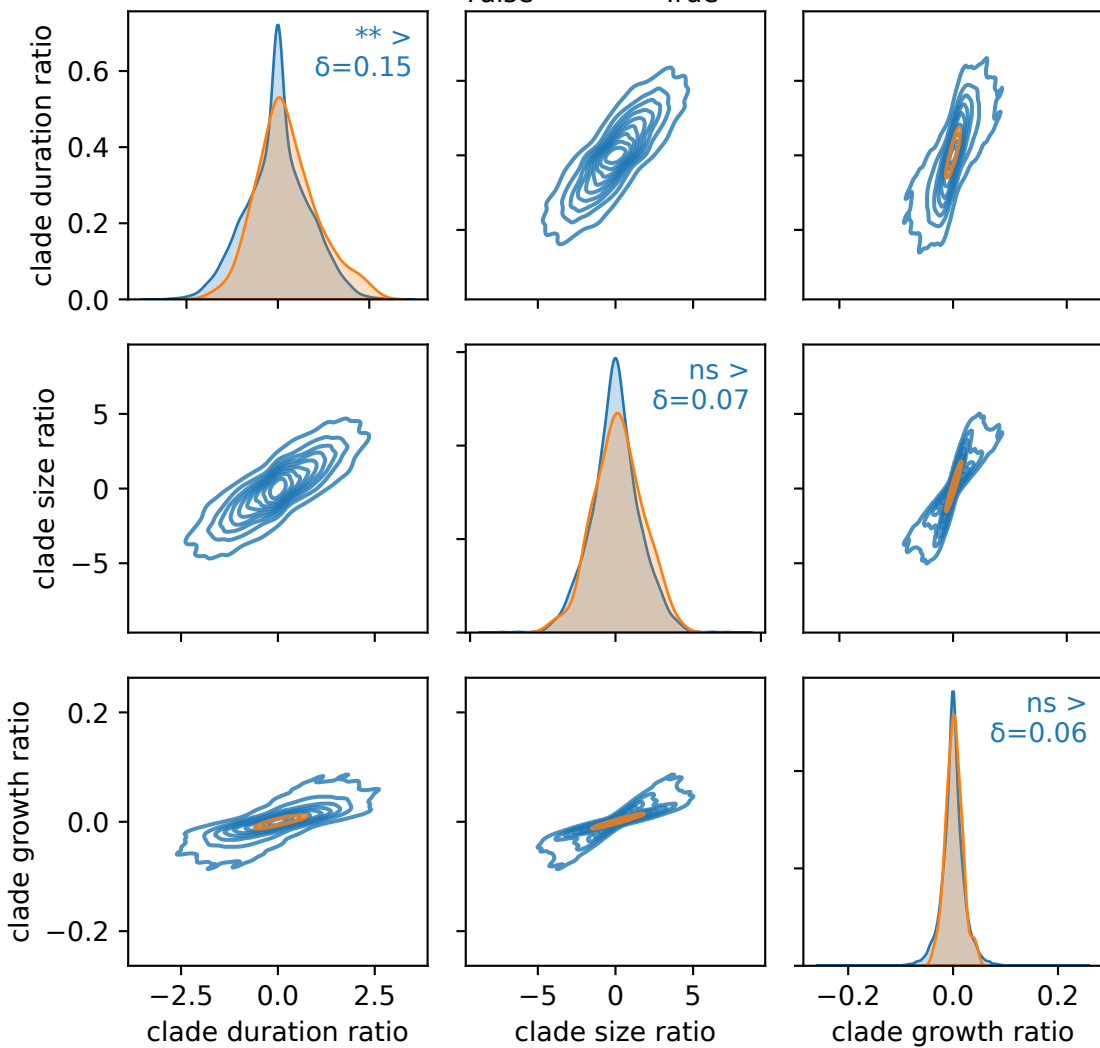 ** >
δ=0.15
clade duration ratio
0.6
0.4
0.2
0.0
ns >
δ=0.07
clade size ratio
5
0
−5
ns >
δ=0.06
clade growth ratio
0.2
0.0
−0.2
−2.5 0.0 2.5
−5 0 5
−0.2 0.0 0.2
clade duration ratio
clade size ratio
clade growth ratio